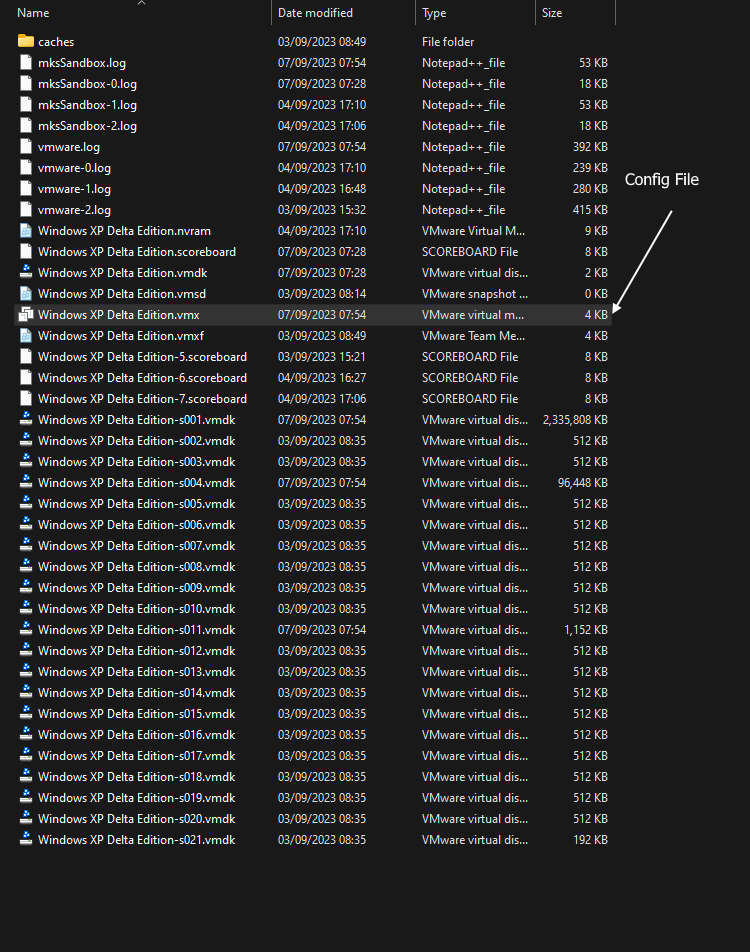 Name Date modified Type Size
caches 03/09/2023 08:49 File folder
mksSandbox.log 07/09/2023 07:54 Notepad++_file 53 KB
mksSandbox-0.log 07/09/2023 07:28 Notepad++_file 18 KB
mksSandbox-1.log 04/09/2023 17:10 Notepad++_file 53 KB
mksSandbox-2.log 04/09/2023 17:06 Notepad++_file 18 KB
vmware.log 07/09/2023 07:54 Notepad++_file 392 KB
vmware-0.log 04/09/2023 17:10 Notepad++_file 239 KB
Config File
vmware-1.log 04/09/2023 16:48 Notepad++_file 280 KB
vmware-2.log 03/09/2023 15:32 Notepad++_file 415 KB
Windows XP Delta Edition.nvram 04/09/2023 17:10 VMware Virtual M... 9 KB
Windows XP Delta Edition.scoreboard 07/09/2023 07:28 SCOREBOARD File 8 KB
Windows XP Delta Edition.vmdk 07/09/2023 07:28 VMware virtual dis... 2 KB
Windows XP Delta Edition.vmsd 03/09/2023 08:14 VMware snapshot ... 0 KB
Windows XP Delta Edition.vmx 07/09/2023 07:54 VMware virtual m... 4 KB
Windows XP Delta Edition.vmxf 03/09/2023 08:49 VMware Team Me... 4 KB
Windows XP Delta Edition-5.scoreboard 03/09/2023 15:21 SCOREBOARD File 8 KB
Windows XP Delta Edition-6.scoreboard 04/09/2023 16:27 SCOREBOARD File 8 KB
Windows XP Delta Edition-7.scoreboard 04/09/2023 17:06 SCOREBOARD File 8 KB
Windows XP Delta Edition-s001.vmdk 07/09/2023 07:54 VMware virtual dis... 2,335,808 KB
Windows XP Delta Edition-s002.vmdk 03/09/2023 08:35 VMware virtual dis... 512 KB
Windows XP Delta Edition-s003.vmdk 03/09/2023 08:35 VMware virtual dis... 512 KB
Windows XP Delta Edition-s004.vmdk 07/09/2023 07:54 VMware virtual dis... 96,448 KB
Windows XP Delta Edition-s005.vmdk 03/09/2023 08:35 VMware virtual dis... 512 KB
Windows XP Delta Edition-s006.vmdk 03/09/2023 08:35 VMware virtual dis... 512 KB
Windows XP Delta Edition-s007.vmdk 03/09/2023 08:35 VMware virtual dis... 512 KB
Windows XP Delta Edition-s008.vmdk 03/09/2023 08:35 VMware virtual dis... 512 KB
Windows XP Delta Edition-s009.vmdk 03/09/2023 08:35 VMware virtual dis... 512 KB
Windows XP Delta Edition-s010.vmdk 03/09/2023 08:35 VMware virtual dis... 512 KB
Windows XP Delta Edition-s011.vmdk 07/09/2023 07:54 VMware virtual dis... 1,152 KB
Windows XP Delta Edition-s012.vmdk 03/09/2023 08:35 VMware virtual dis... 512 KB
Windows XP Delta Edition-s013.vmdk 03/09/2023 08:35 VMware virtual dis... 512 KB
Windows XP Delta Edition-s014.vmdk 03/09/2023 08:35 VMware virtual dis... 512 KB
Windows XP Delta Edition-s015.vmdk 03/09/2023 08:35 VMware virtual dis... 512 KB
Windows XP Delta Edition-s016.vmdk 03/09/2023 08:35 VMware virtual dis... 512 KB
Windows XP Delta Edition-s017.vmdk 03/09/2023 08:35 VMware virtual dis... 512 KB
Windows XP Delta Edition-s018.vmdk 03/09/2023 08:35 VMware virtual dis... 512 KB
Windows XP Delta Edition-s019.vmdk 03/09/2023 08:35 VMware virtual dis... 512 KB
Windows XP Delta Edition-s020.vmdk 03/09/2023 08:35 VMware virtual dis... 512 KB
Windows XP Delta Edition-s021.vmdk 03/09/2023 08:35 VMware virtual dis... 192 KB